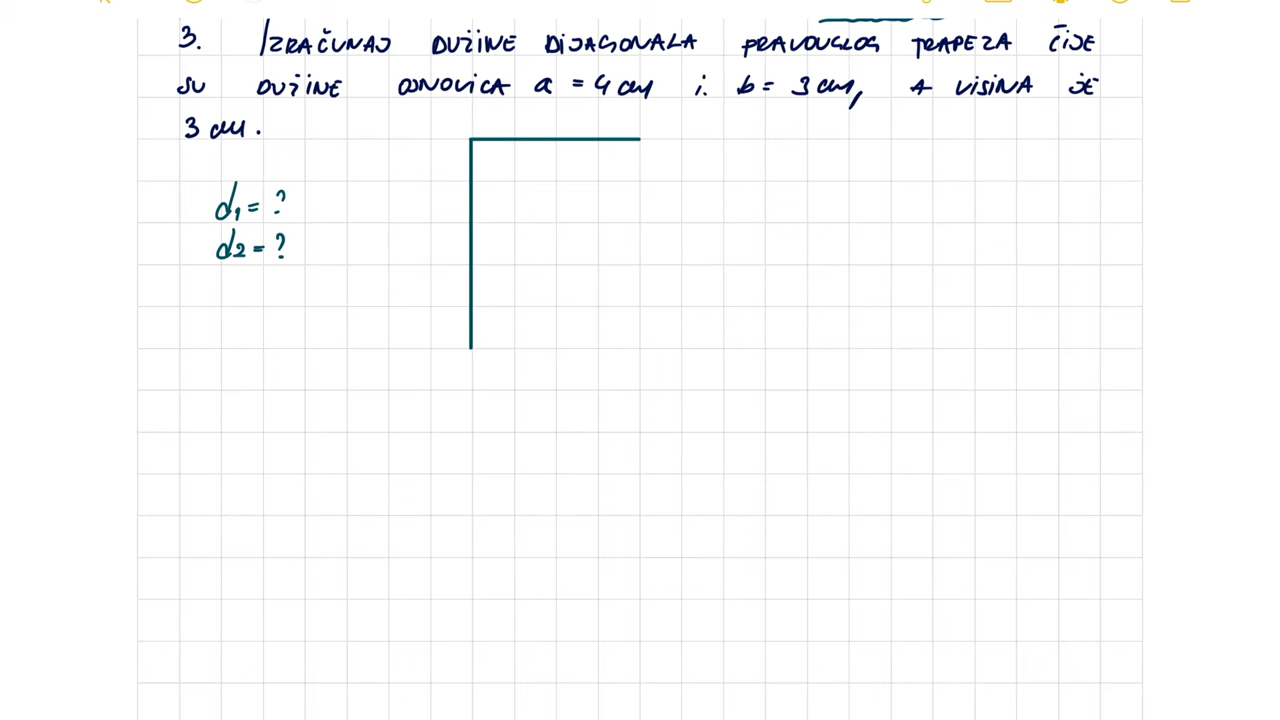 3. IZRAČUNAJ DUŽINE DIJAGONALA PRAVOUGLOG TRAPEZA ČIJE
SU DUŽINE OSNOVICA a = 4 cm i b = 3 cm, A VISINA JE
3 cm.
d1 = ?
d2 = ?